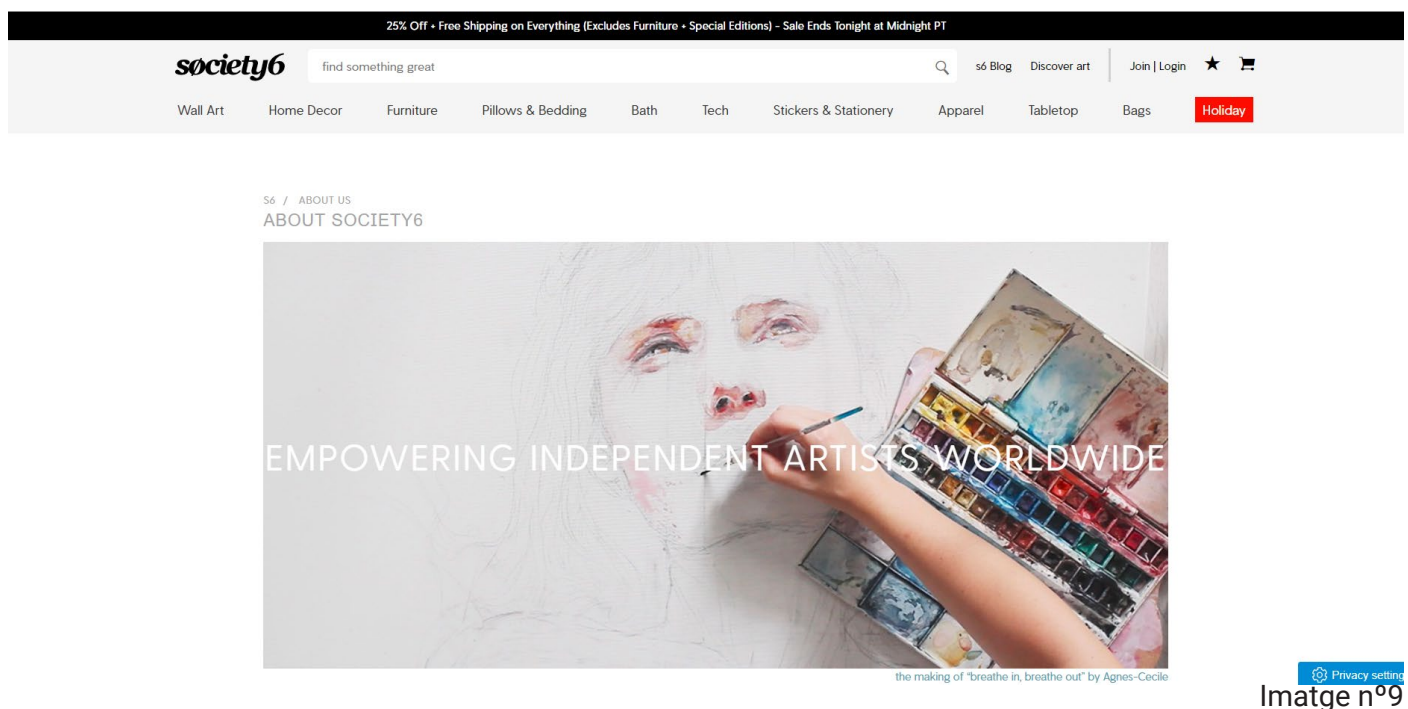 25% Off + Free Shipping on Everything (Excludes Furniture + Special Editions) - Sale Ends Tonight at Midnight PT
søciety6 find something great s6 Blog Discover art Join | Login
Wall Art Home Decor Furniture Pillows & Bedding Bath Tech Stickers & Stationery Apparel Tabletop Bags Holiday
S6 / ABOUT US
ABOUT SOCIETY6
EMPOWERING INDEPENDENT ARTISTS WORLDWIDE
the making of "breathe in, breathe out" by Agnes-Cecile
Privacy setting
Imatge nº9